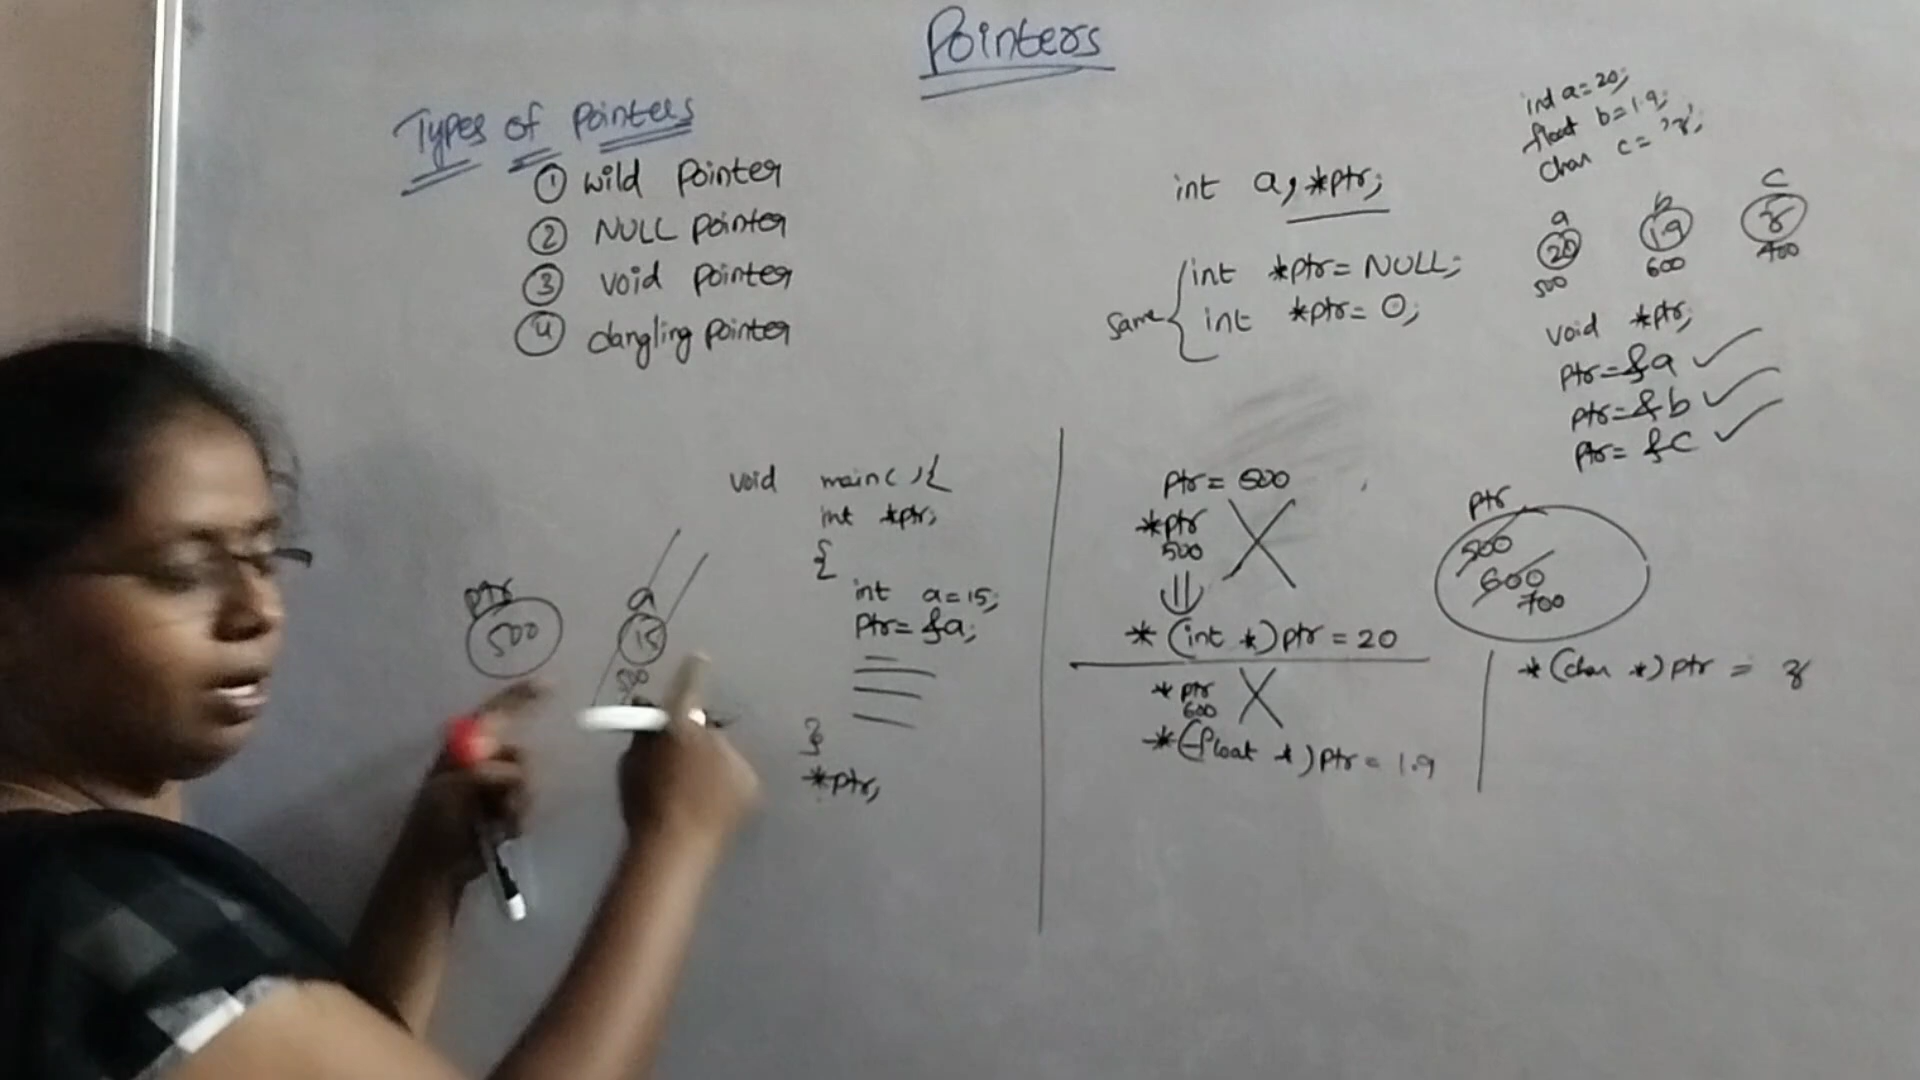 Pointers
Types of pointers
① wild pointer
② NULL pointer
③ void pointer
④ dangling pointer
int a, *ptr;
same { int *ptr = NULL;
int *ptr = 0;
int a = 20;
float b = 1.9;
char c = 'z';
a b c
20 1.9 z
500 600 700
void *ptr;
ptr = &a ✓
ptr = &b ✓
ptr = &c ✓
void main( ){
int *ptr;
{
int a=15;
ptr= &a;
}
*ptr;
ptr a
500 15
500
ptr = 500
*ptr
500
* (int *)ptr = 20
* ptr
600
*(float *)ptr = 1.9
ptr
500
600
700
*(char *)ptr = z